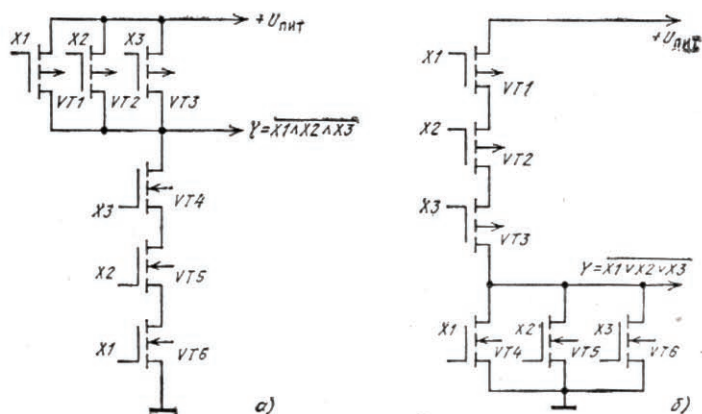 +Uпит
X1 X2 X3
VT1 VT2 VT3
Y=X1∧X2∧X3
X3 VT4
X2 VT5
X1 VT6
а)
+Uпит
X1 VT1
X2 VT2
X3 VT3
Y=X1∨X2∨X3
X1 X2 X3
VT4 VT5 VT6
б)